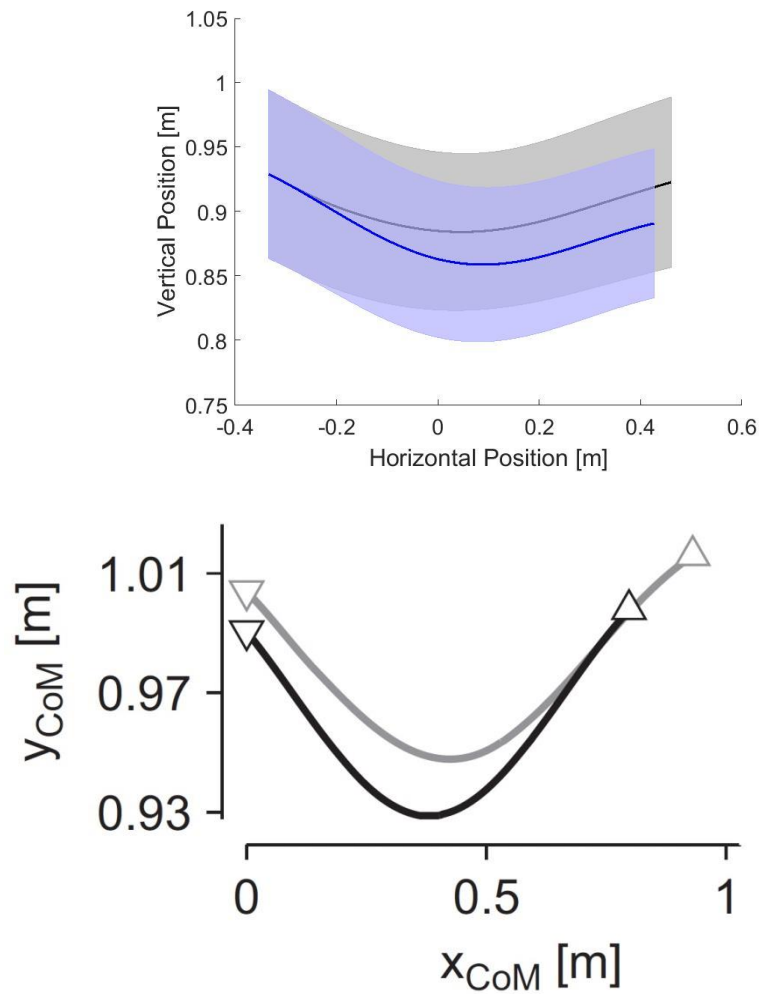 1.05
1
0.95
0.9
0.85
0.8
0.75
Vertical Position [m]
-0.4 -0.2 0 0.2 0.4 0.6
Horizontal Position [m]
1.01
0.97
0.93
yCoM [m]
0 0.5 1
xCoM [m]